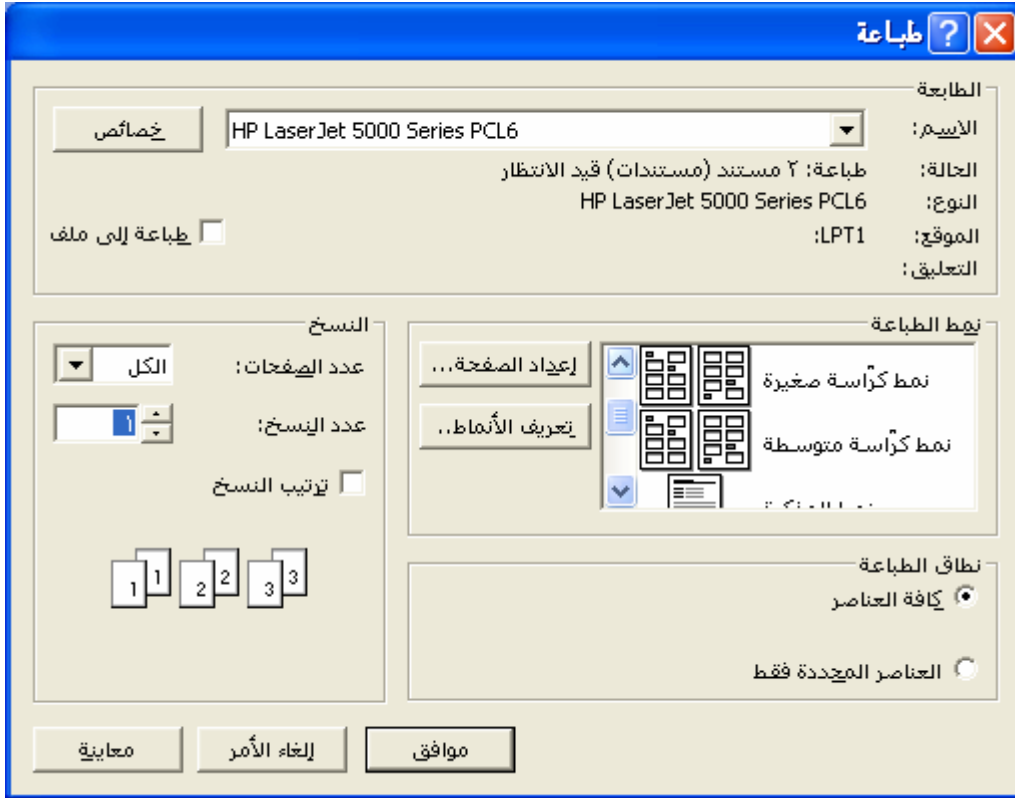 طباعة
الطابعة
الاسم: HP LaserJet 5000 Series PCL6 خصائص
الحالة: طباعة: ٢ مستند (مستندات) قيد الانتظار
النوع: HP LaserJet 5000 Series PCL6
الموقع: LPT1: طباعة إلى ملف
التعليق:
نمط الطباعة
نمط كرّاسة صغيرة
نمط كرّاسة متوسطة
إعداد الصفحة...
تعريف الأنماط..
نطاق الطباعة
كافة العناصر
العناصر المحددة فقط
النسخ
عدد الصفحات: الكل
عدد النسخ: ١
ترتيب النسخ
1 1 2 2 3 3
موافق إلغاء الأمر معاينة